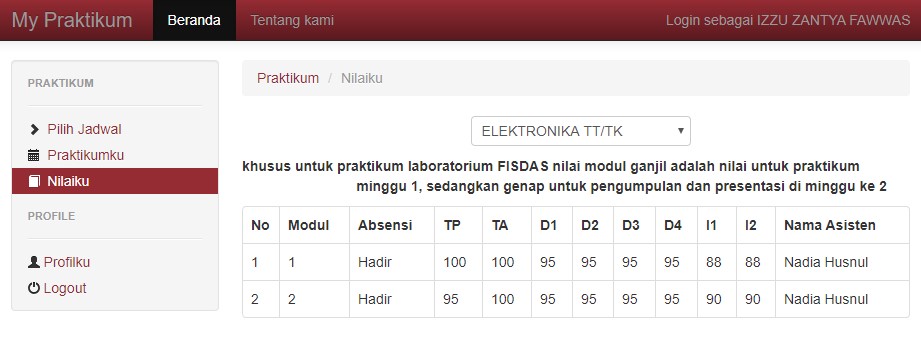 My Praktikum Beranda Tentang kami Login sebagai IZZU ZANTYA FAWWAS
PRAKTIKUM
Pilih Jadwal
Praktikumku
Nilaiku
PROFILE
Profilku
Logout
Praktikum / Nilaiku
ELEKTRONIKA TT/TK
khusus untuk praktikum laboratorium FISDAS nilai modul ganjil adalah nilai untuk praktikum
minggu 1, sedangkan genap untuk pengumpulan dan presentasi di minggu ke 2
No Modul Absensi TP TA D1 D2 D3 D4 I1 I2 Nama Asisten
1 1 Hadir 100 100 95 95 95 95 88 88 Nadia Husnul
2 2 Hadir 95 100 95 95 95 95 90 90 Nadia Husnul